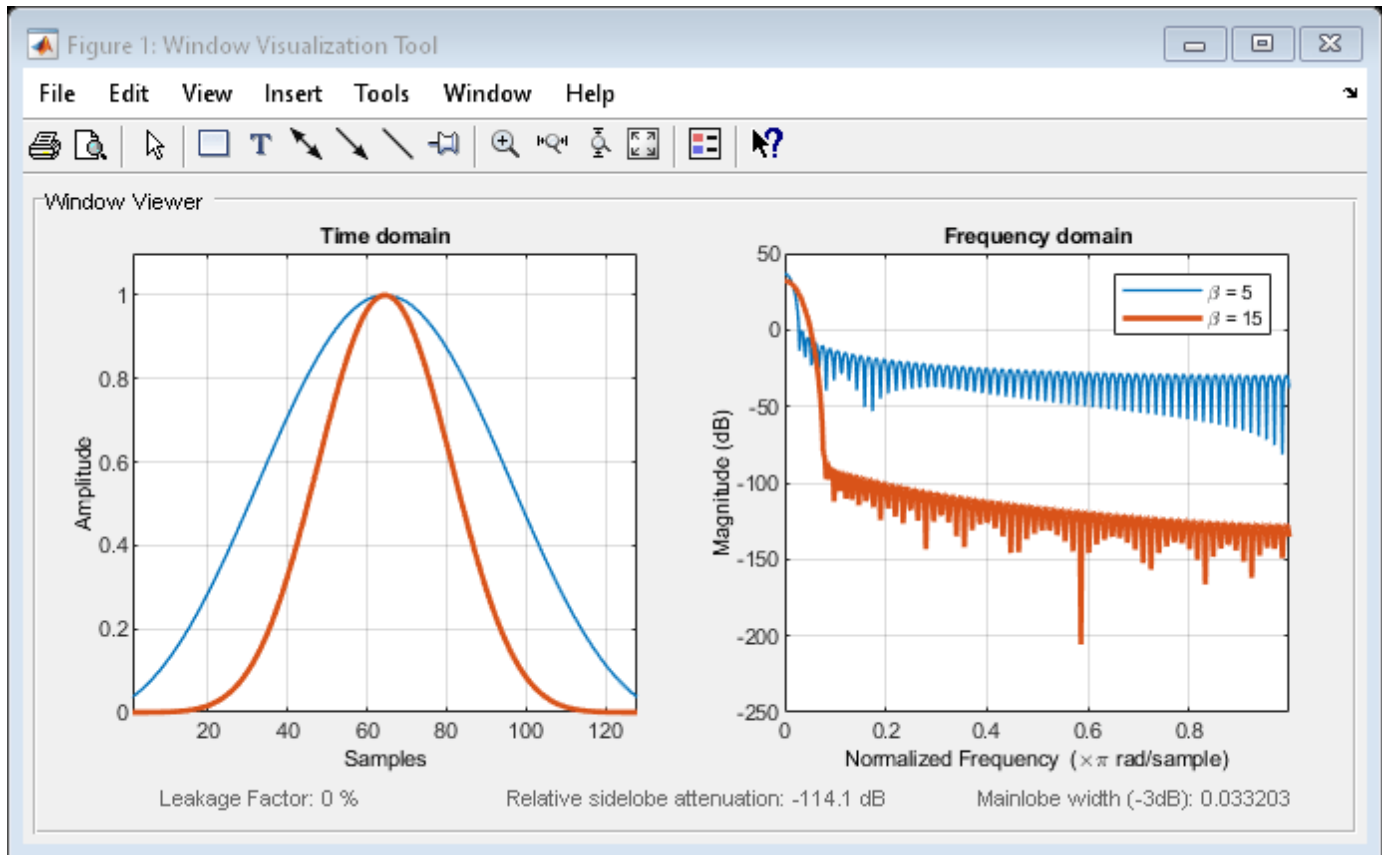 Figure 1: Window Visualization Tool
File Edit View Insert Tools Window Help
T
?
Window Viewer
Time domain
Amplitude
1
0.8
0.6
0.4
0.2
0
20 40 60 80 100 120
Samples
Frequency domain
Magnitude (dB)
50
0
-50
-100
-150
-200
-250
β = 5
β = 15
0 0.2 0.4 0.6 0.8
Normalized Frequency (×π rad/sample)
Leakage Factor: 0 % Relative sidelobe attenuation: -114.1 dB Mainlobe width (-3dB): 0.033203